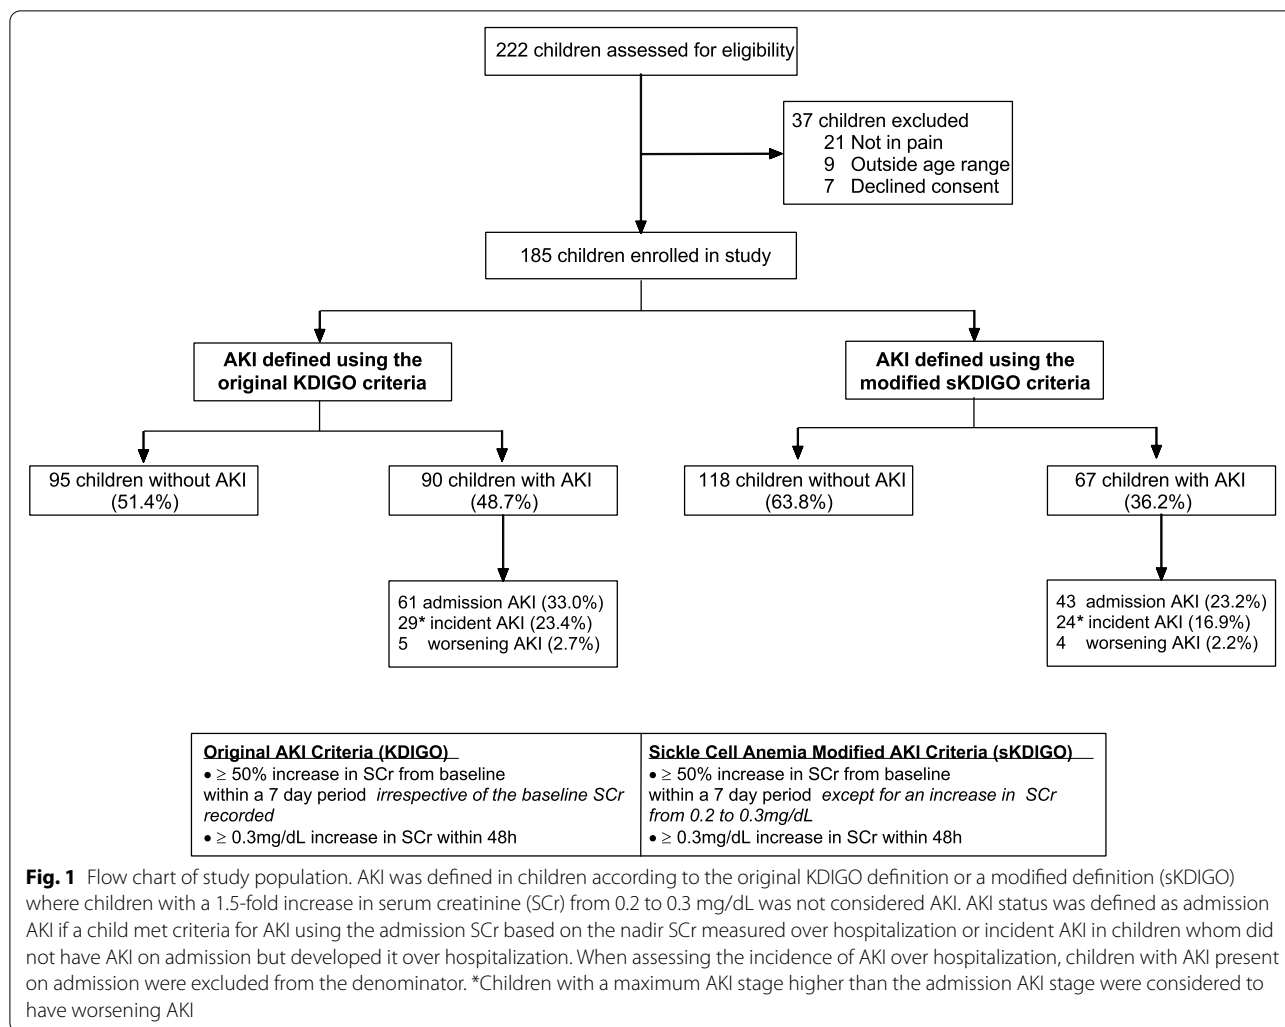 222 children assessed for eligibility
37 children excluded
21 Not in pain
9 Outside age range
7 Declined consent
185 children enrolled in study
AKI defined using the
original KDIGO criteria
AKI defined using the
modified sKDIGO criteria
95 children without AKI
(51.4%)
90 children with AKI
(48.7%)
118 children without AKI
(63.8%)
67 children with AKI
(36.2%)
61 admission AKI (33.0%)
29* incident AKI (23.4%)
5 worsening AKI (2.7%)
43 admission AKI (23.2%)
24* incident AKI (16.9%)
4 worsening AKI (2.2%)
Original AKI Criteria (KDIGO)
• ≥ 50% increase in SCr from baseline
within a 7 day period irrespective of the baseline SCr
recorded
• ≥ 0.3mg/dL increase in SCr within 48h
Sickle Cell Anemia Modified AKI Criteria (sKDIGO)
• ≥ 50% increase in SCr from baseline
within a 7 day period except for an increase in SCr
from 0.2 to 0.3mg/dL
• ≥ 0.3mg/dL increase in SCr within 48h
Fig. 1 Flow chart of study population. AKI was defined in children according to the original KDIGO definition or a modified definition (sKDIGO)
where children with a 1.5-fold increase in serum creatinine (SCr) from 0.2 to 0.3 mg/dL was not considered AKI. AKI status was defined as admission
AKI if a child met criteria for AKI using the admission SCr based on the nadir SCr measured over hospitalization or incident AKI in children whom did
not have AKI on admission but developed it over hospitalization. When assessing the incidence of AKI over hospitalization, children with AKI present
on admission were excluded from the denominator. *Children with a maximum AKI stage higher than the admission AKI stage were considered to
have worsening AKI